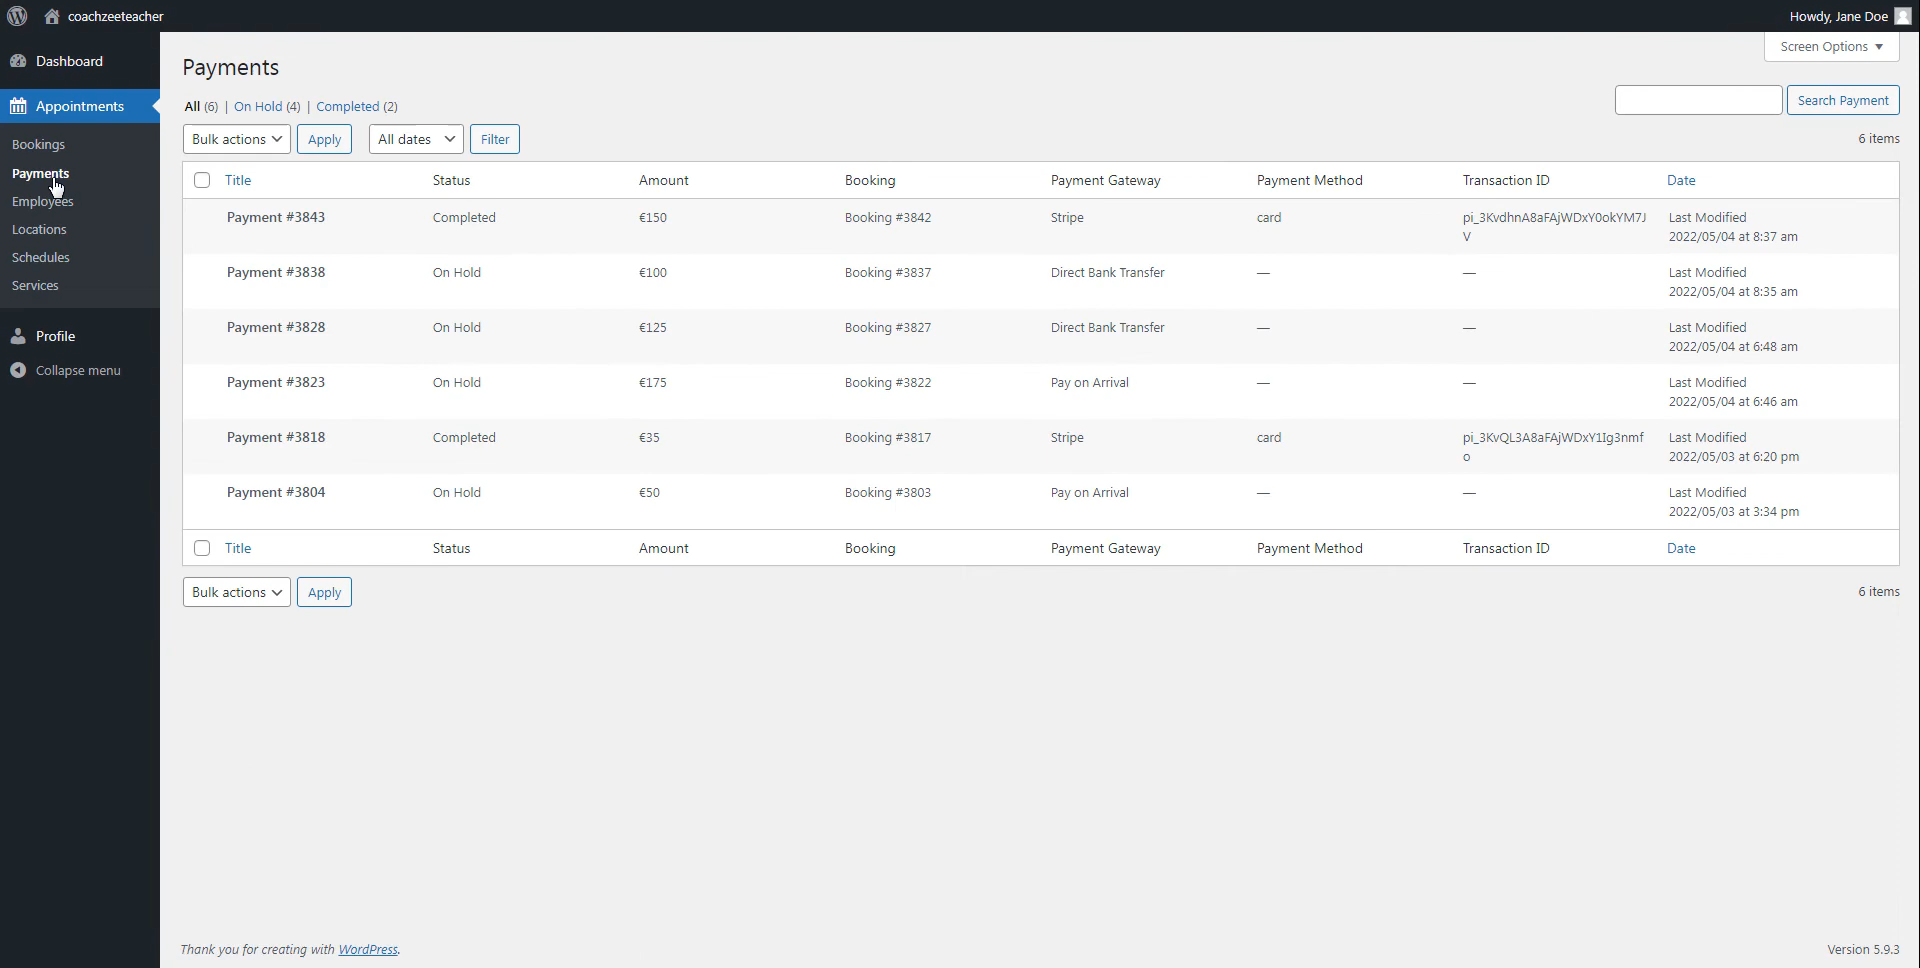 coachzeeteacher
Howdy, Jane Doe
Dashboard
Appointments
Bookings
Payments
Employees
Locations
Schedules
Services
Profile
Collapse menu
Screen Options
Payments
All (6) | On Hold (4) | Completed (2)
Search Payment
Bulk actions Apply All dates Filter
6 items
Title Status Amount Booking Payment Gateway Payment Method Transaction ID Date
Payment #3843 Completed €150 Booking #3842 Stripe card pi_3KvdhnA8aFAjWDxY0okYM7J Last Modified
V 2022/05/04 at 8:37 am
Payment #3838 On Hold €100 Booking #3837 Direct Bank Transfer — — Last Modified
2022/05/04 at 8:35 am
Payment #3828 On Hold €125 Booking #3827 Direct Bank Transfer — — Last Modified
2022/05/04 at 6:48 am
Payment #3823 On Hold €175 Booking #3822 Pay on Arrival — — Last Modified
2022/05/04 at 6:46 am
Payment #3818 Completed €35 Booking #3817 Stripe card pi_3KvQL3A8aFAjWDxY1Ig3nmf Last Modified
o 2022/05/03 at 6:20 pm
Payment #3804 On Hold €50 Booking #3803 Pay on Arrival — — Last Modified
2022/05/03 at 3:34 pm
Title Status Amount Booking Payment Gateway Payment Method Transaction ID Date
Bulk actions Apply
6 items
Thank you for creating with WordPress.
Version 5.9.3